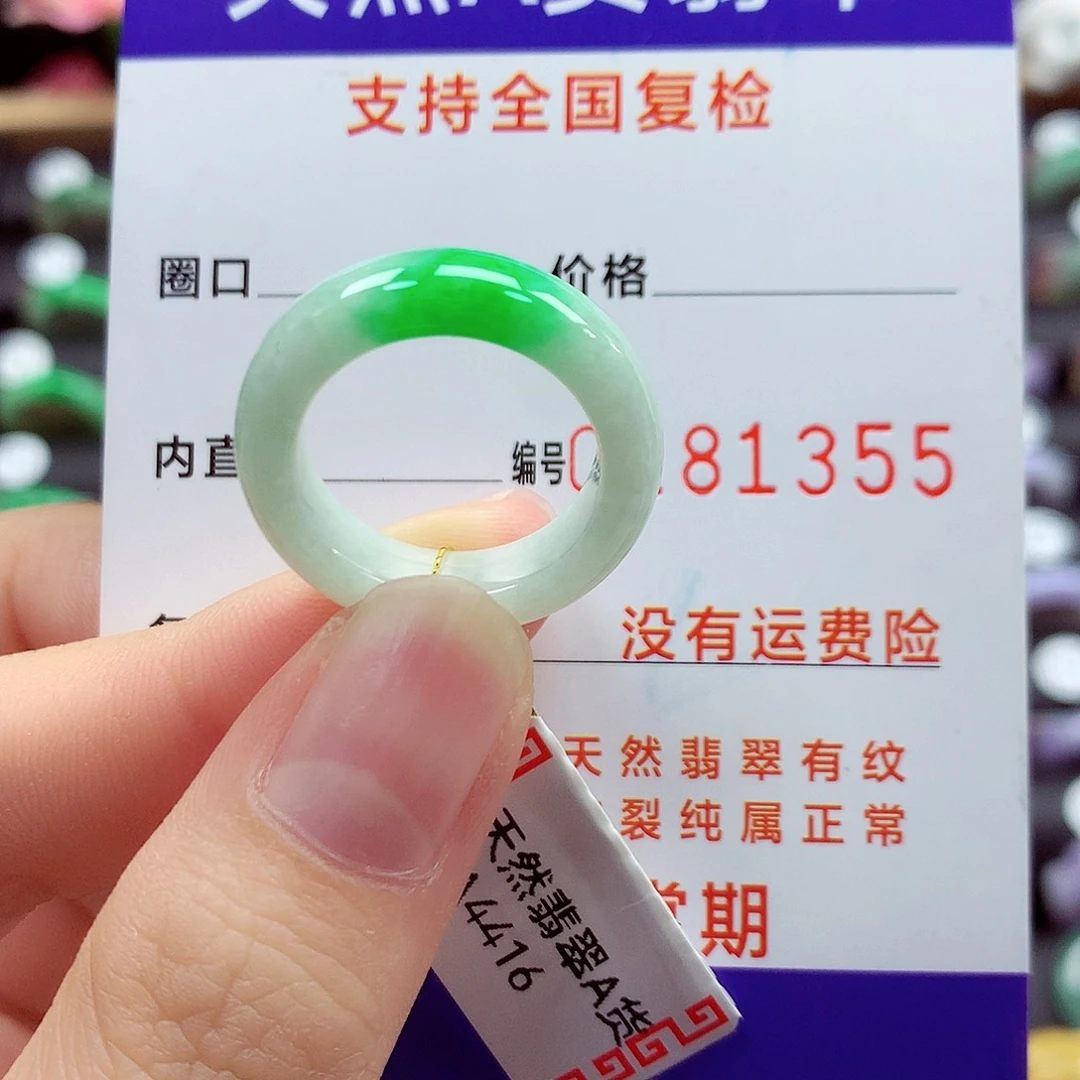 支持全国复检
圈口 价格
内直 编号 81355
没有运费险
天然翡翠有纹
裂纯属正常
期
天然翡翠A货
4416